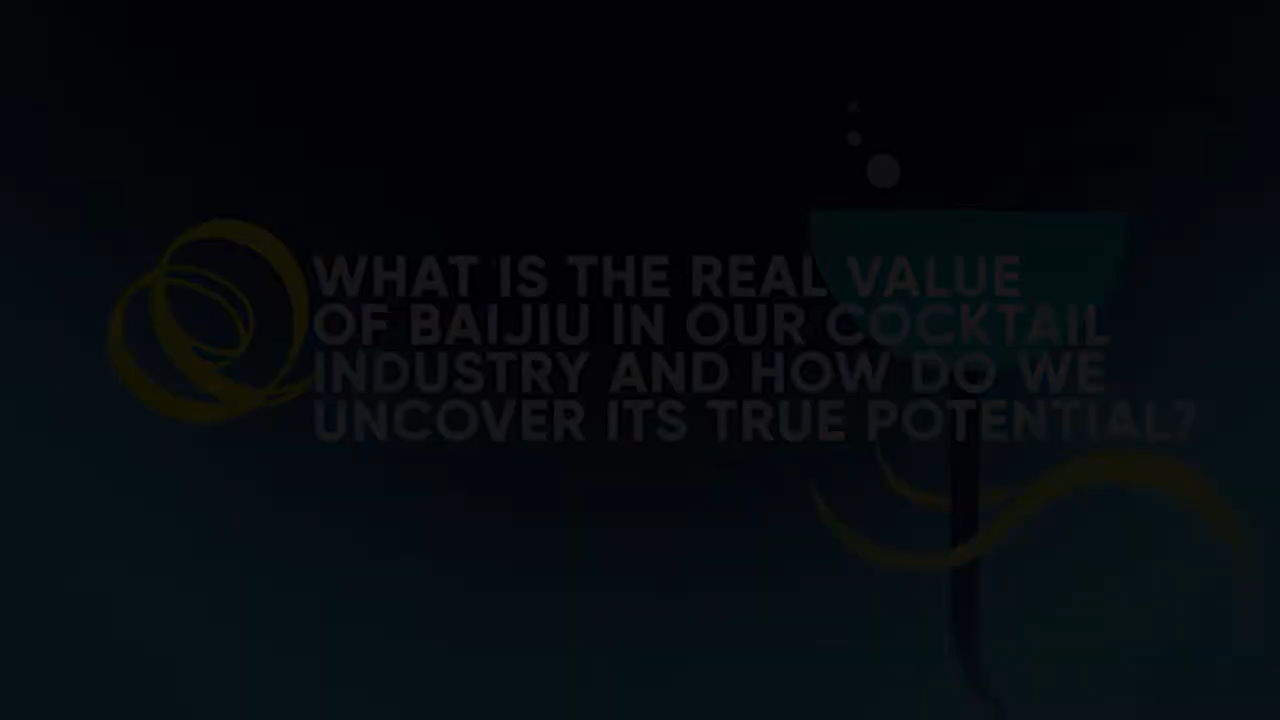 WHAT IS THE REAL VALUE
OF BAIJIU IN OUR COCKTAIL
INDUSTRY AND HOW DO WE
UNCOVER ITS TRUE POTENTIAL?